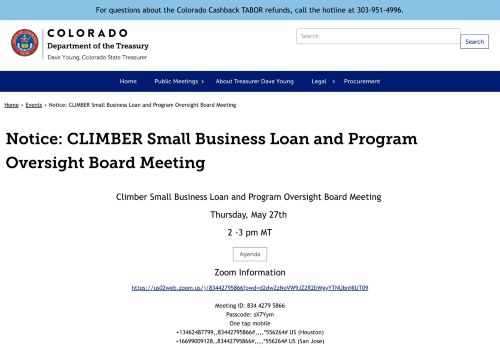 For questions about the Colorado Cashback TABOR refunds, call the hotline at 303-951-4996.
COLORADO
Department of the Treasury
Dave Young, Colorado State Treasurer
Search
Search
Home Public Meetings › About Treasurer Dave Young Legal › Procurement
Home › Events › Notice: CLIMBER Small Business Loan and Program Oversight Board Meeting
Notice: CLIMBER Small Business Loan and Program
Oversight Board Meeting
Climber Small Business Loan and Program Oversight Board Meeting
Thursday, May 27th
2 -3 pm MT
Agenda
Zoom Information
https://us02web.zoom.us/j/83442795866?pwd=d2dwZzNoVW9JZ2R2bWgyYTNUbnNIUT09
Meeting ID: 834 4279 5866
Passcode: sX7Yym
One tap mobile
+13462487799,,83442795866#,,,,*556264# US (Houston)
+16699009128,,83442795866#,,,,*556264# US (San Jose)